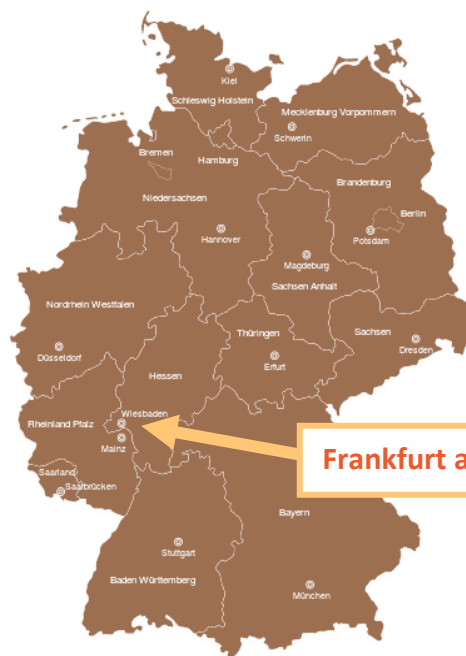 Kiel
Schleswig Holstein
Mecklenburg Vorpommern
Schwerin
Bremen
Hamburg
Brandenburg
Niedersachsen
Berlin
Hannover
Potsdam
Magdeburg
Sachsen Anhalt
Nordrhein Westfalen
Thüringen
Sachsen
Düsseldorf
Dresden
Erfurt
Hessen
Wiesbaden
Rheinland Pfalz
Mainz
Frankfurt a
Saarland
Saarbrücken
Bayern
Stuttgart
Baden Württemberg
München